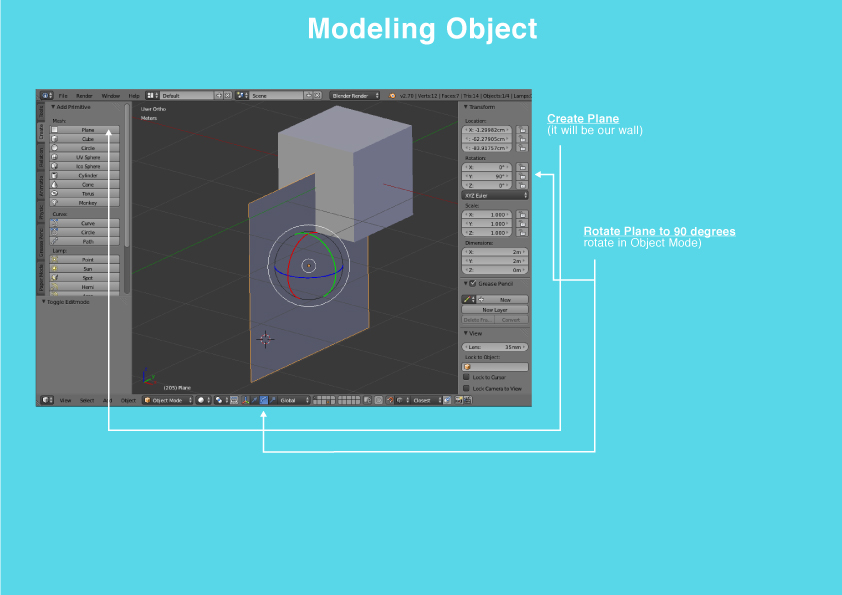 Modeling Object
File Render Window Help Default Scene Blender Render v2.70 | Verts:12 | Faces:7 | Tris:14 | Objects:1/4 | Lamps:
Add Primitive
Mesh:
Plane
Cube
Circle
UV Sphere
Ico Sphere
Cylinder
Cone
Torus
Monkey
Curve:
Curve
Circle
Path
Lamp:
Point
Sun
Spot
Hemi
Toggle Editmode
User Ortho
Meters
(205) Plane
Transform
Location:
X: -1.29982cm
: -62.27905cm
: -83.91757cm
Rotation:
X: 0°
Y: 90°
Z: 0°
XYZ Euler
Scale:
X: 1.000
Y: 1.000
Z: 1.000
Dimensions:
X: 2m
Y: 2m
Z: 0m
Grease Pencil
New
New Layer
Delete Fra... Convert
View
Lens: 35mm
Lock to Object:
Lock to Cursor
Lock Camera to View
View Select Add Object Object Mode Global Closest
Create Plane
(it will be our wall)
Rotate Plane to 90 degrees
rotate in Object Mode)